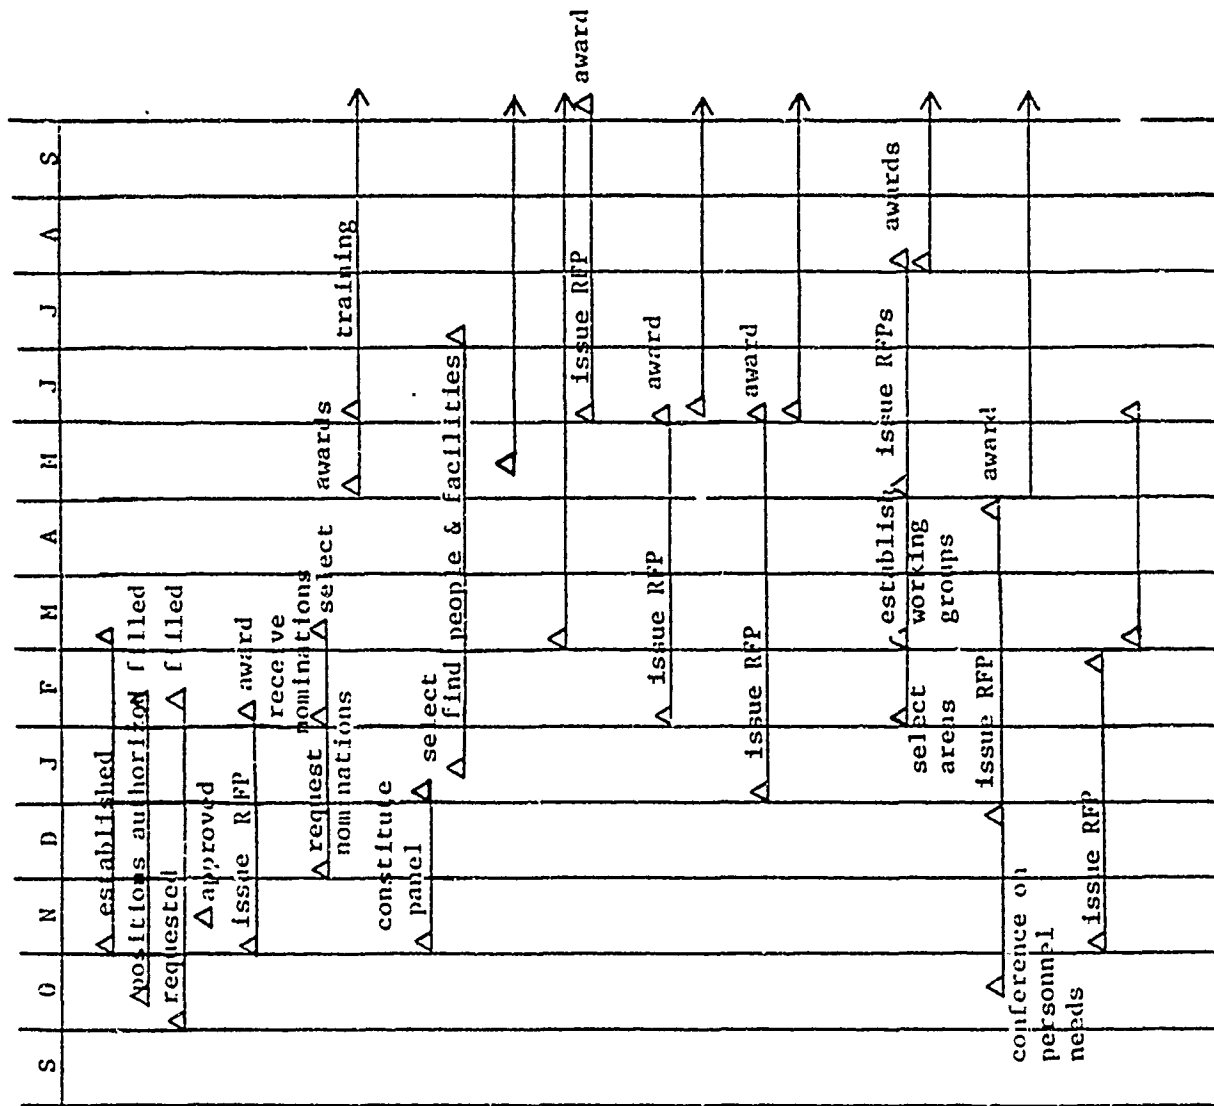 S O N D J F M A M J J A S
established
positions authorized filled
requested filled
approved
issue RFP award
request nominations
receive nominations
select
awards
training
constitute panel
select
find people & facilities
issue RFP
award
issue RFP
award
issue RFP
award
select areas
establish working groups
issue RFPs
awards
conference on personnel needs
issue RFP
award
issue RFP